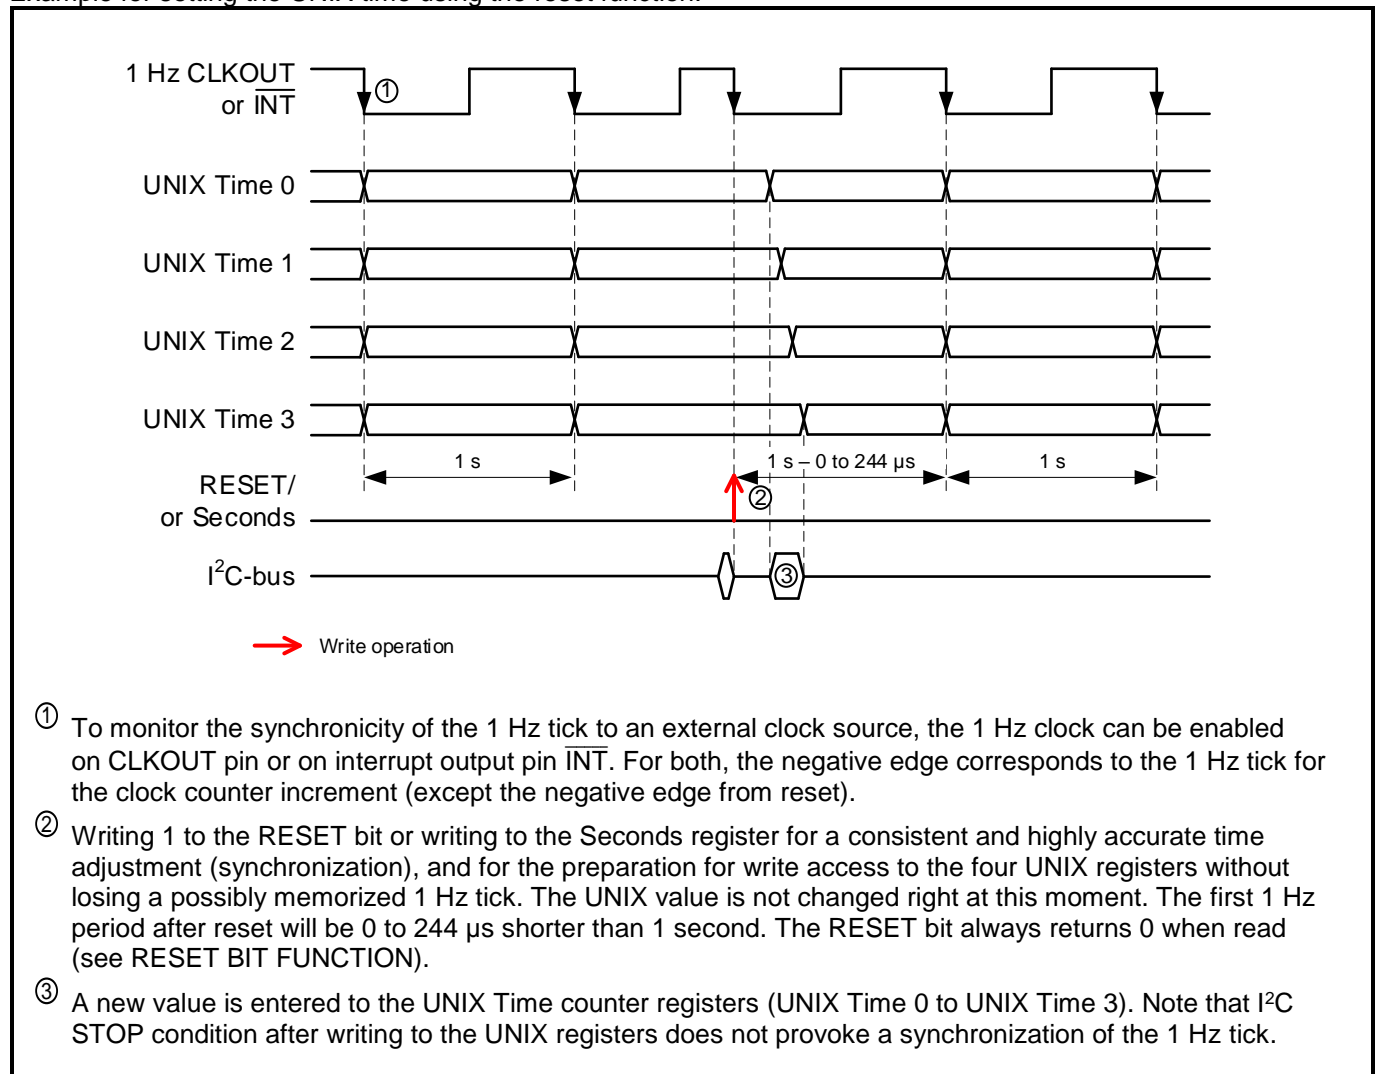 Example for setting the UNIX time using the reset function:
1 Hz CLKOUT
or INT
①
UNIX Time 0
UNIX Time 1
UNIX Time 2
UNIX Time 3
1 s
1 s – 0 to 244 µs
1 s
RESET/
or Seconds
②
I²C-bus
③
Write operation
① To monitor the synchronicity of the 1 Hz tick to an external clock source, the 1 Hz clock can be enabled
on CLKOUT pin or on interrupt output pin INT. For both, the negative edge corresponds to the 1 Hz tick for
the clock counter increment (except the negative edge from reset).
② Writing 1 to the RESET bit or writing to the Seconds register for a consistent and highly accurate time
adjustment (synchronization), and for the preparation for write access to the four UNIX registers without
losing a possibly memorized 1 Hz tick. The UNIX value is not changed right at this moment. The first 1 Hz
period after reset will be 0 to 244 µs shorter than 1 second. The RESET bit always returns 0 when read
(see RESET BIT FUNCTION).
③ A new value is entered to the UNIX Time counter registers (UNIX Time 0 to UNIX Time 3). Note that I²C
STOP condition after writing to the UNIX registers does not provoke a synchronization of the 1 Hz tick.